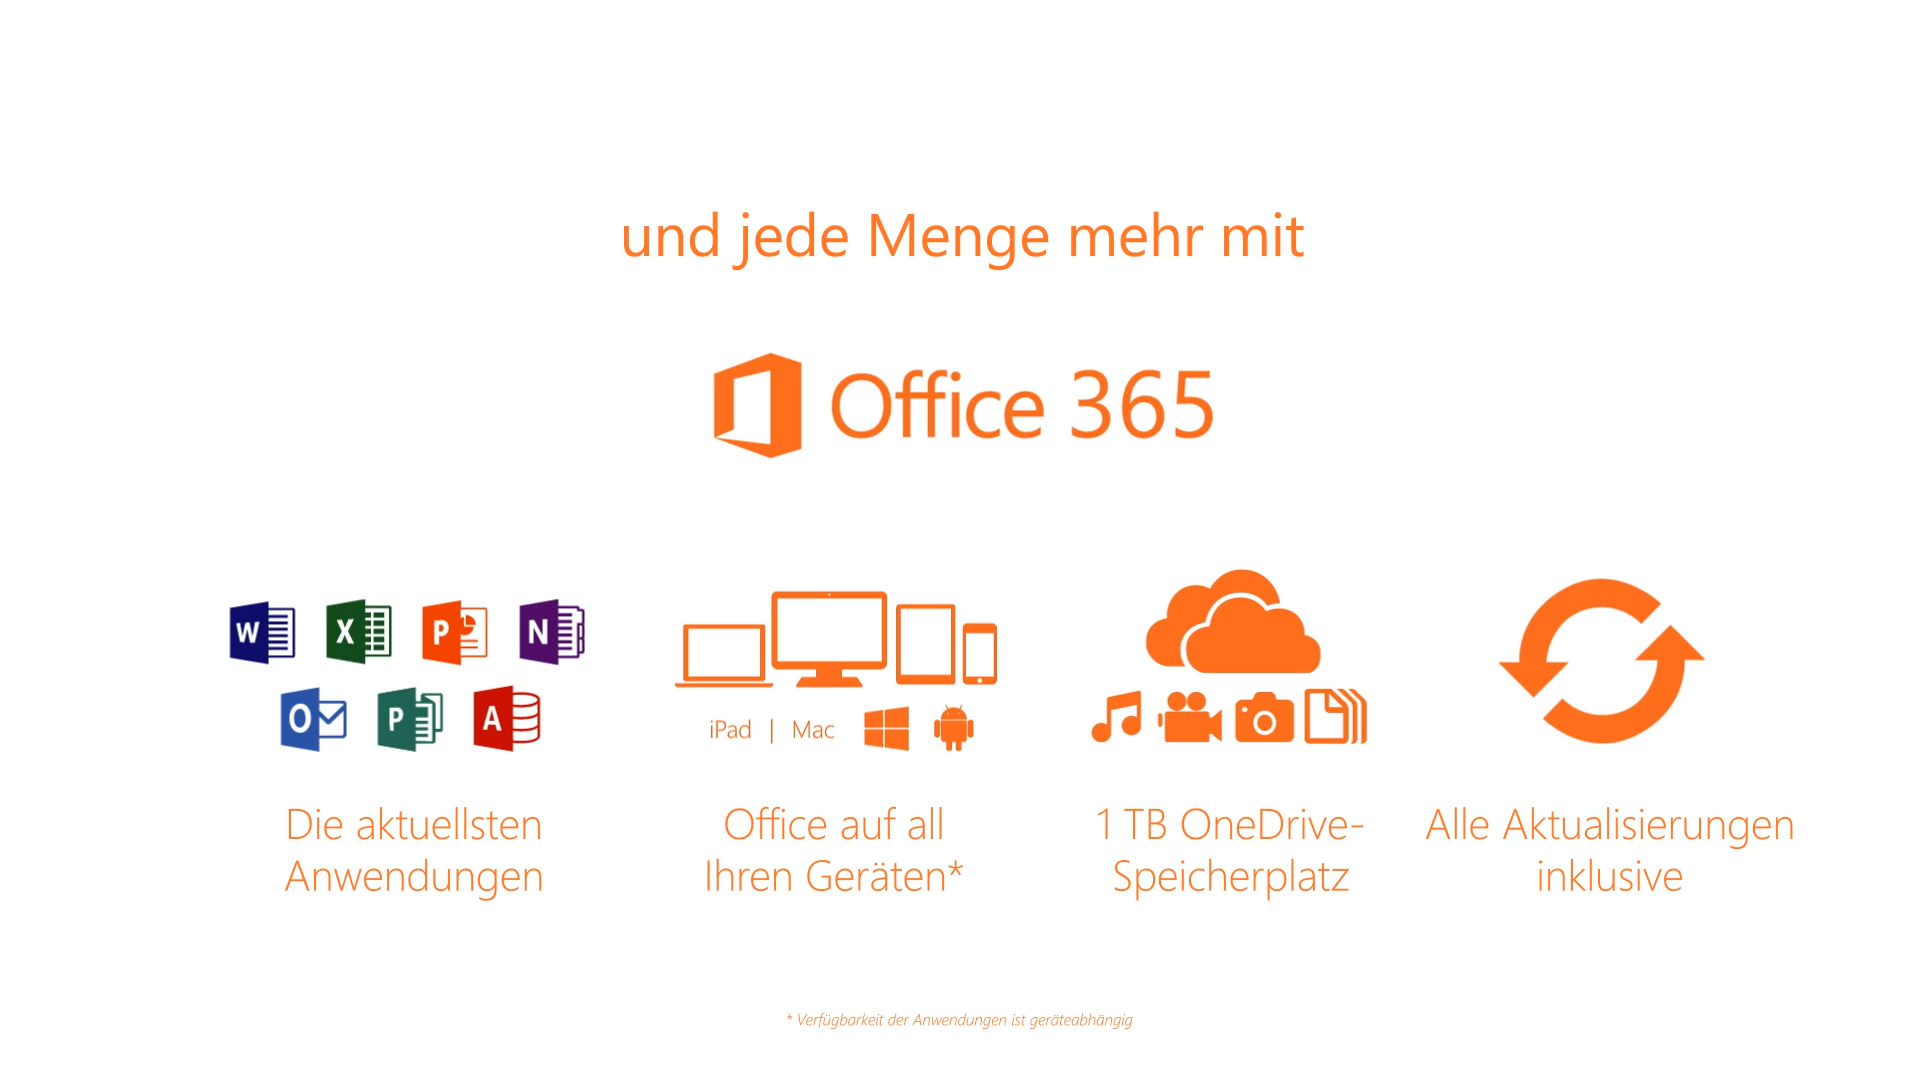 und jede Menge mehr mit
Office 365
W X P N
O P A
iPad | Mac
Die aktuellsten
Anwendungen
Office auf all
Ihren Geräten*
1 TB OneDrive-
Speicherplatz
Alle Aktualisierungen
inklusive
* Verfügbarkeit der Anwendungen ist geräteabhängig